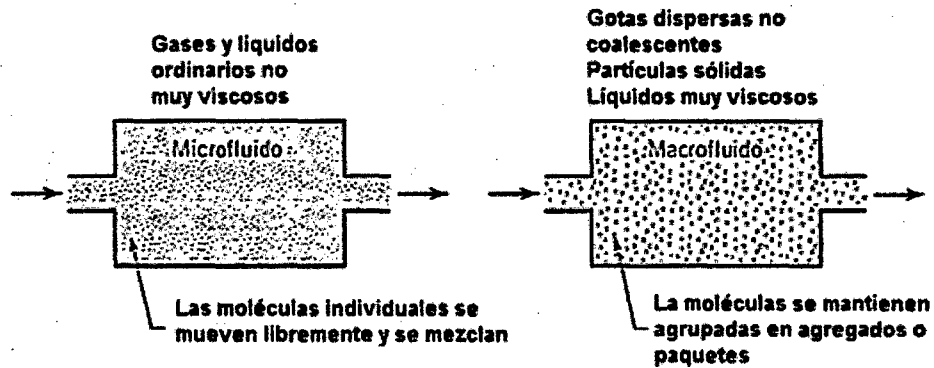 Gases y líquidos
ordinarios no
muy viscosos
Microfluido
Las moléculas individuales se
mueven libremente y se mezclan
Gotas dispersas no
coalescentes
Partículas sólidas
Líquidos muy viscosos
Macrofluido
La moléculas se mantienen
agrupadas en agregados o
paquetes